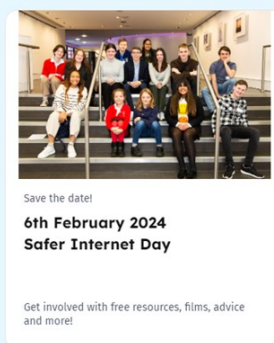 Save the date!
6th February 2024
Safer Internet Day
Get involved with free resources, films, advice
and more!